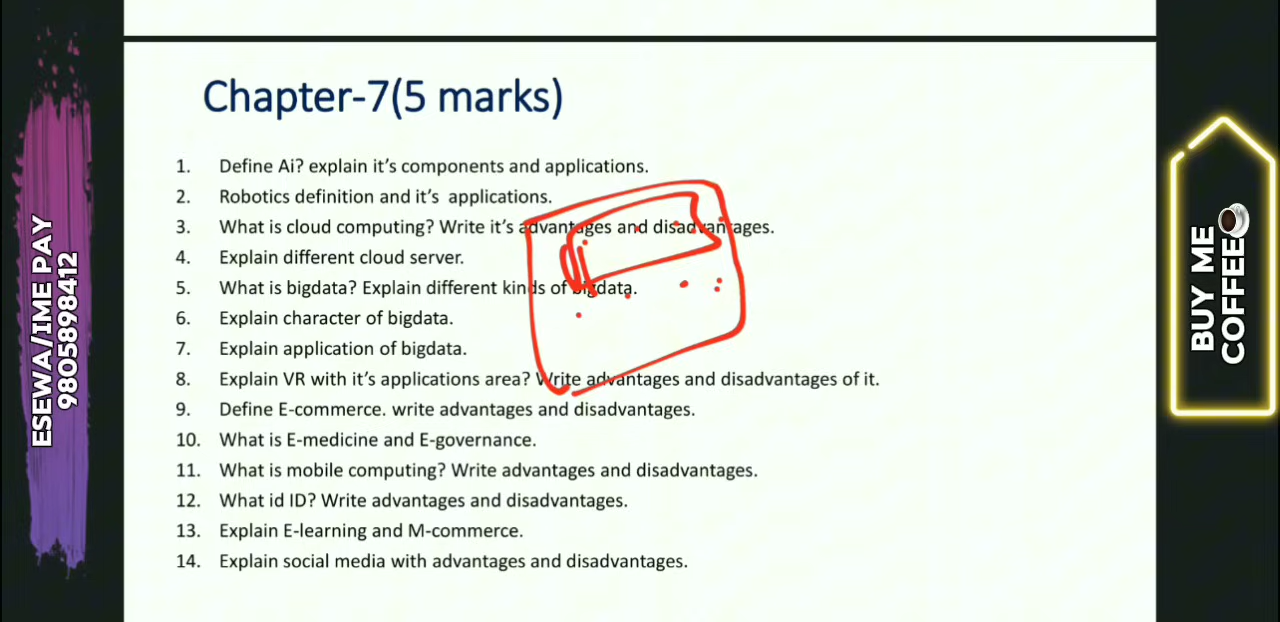 ESEWA/IME PAY
9805898412
Chapter-7(5 marks)
1. Define Ai? explain it's components and applications.
2. Robotics definition and it's applications.
3. What is cloud computing? Write it's advantages and disadvantages.
4. Explain different cloud server.
5. What is bigdata? Explain different kinds of bigdata.
6. Explain character of bigdata.
7. Explain application of bigdata.
8. Explain VR with it's applications area? Write advantages and disadvantages of it.
9. Define E-commerce. write advantages and disadvantages.
10. What is E-medicine and E-governance.
11. What is mobile computing? Write advantages and disadvantages.
12. What id ID? Write advantages and disadvantages.
13. Explain E-learning and M-commerce.
14. Explain social media with advantages and disadvantages.
BUY ME
COFFEE